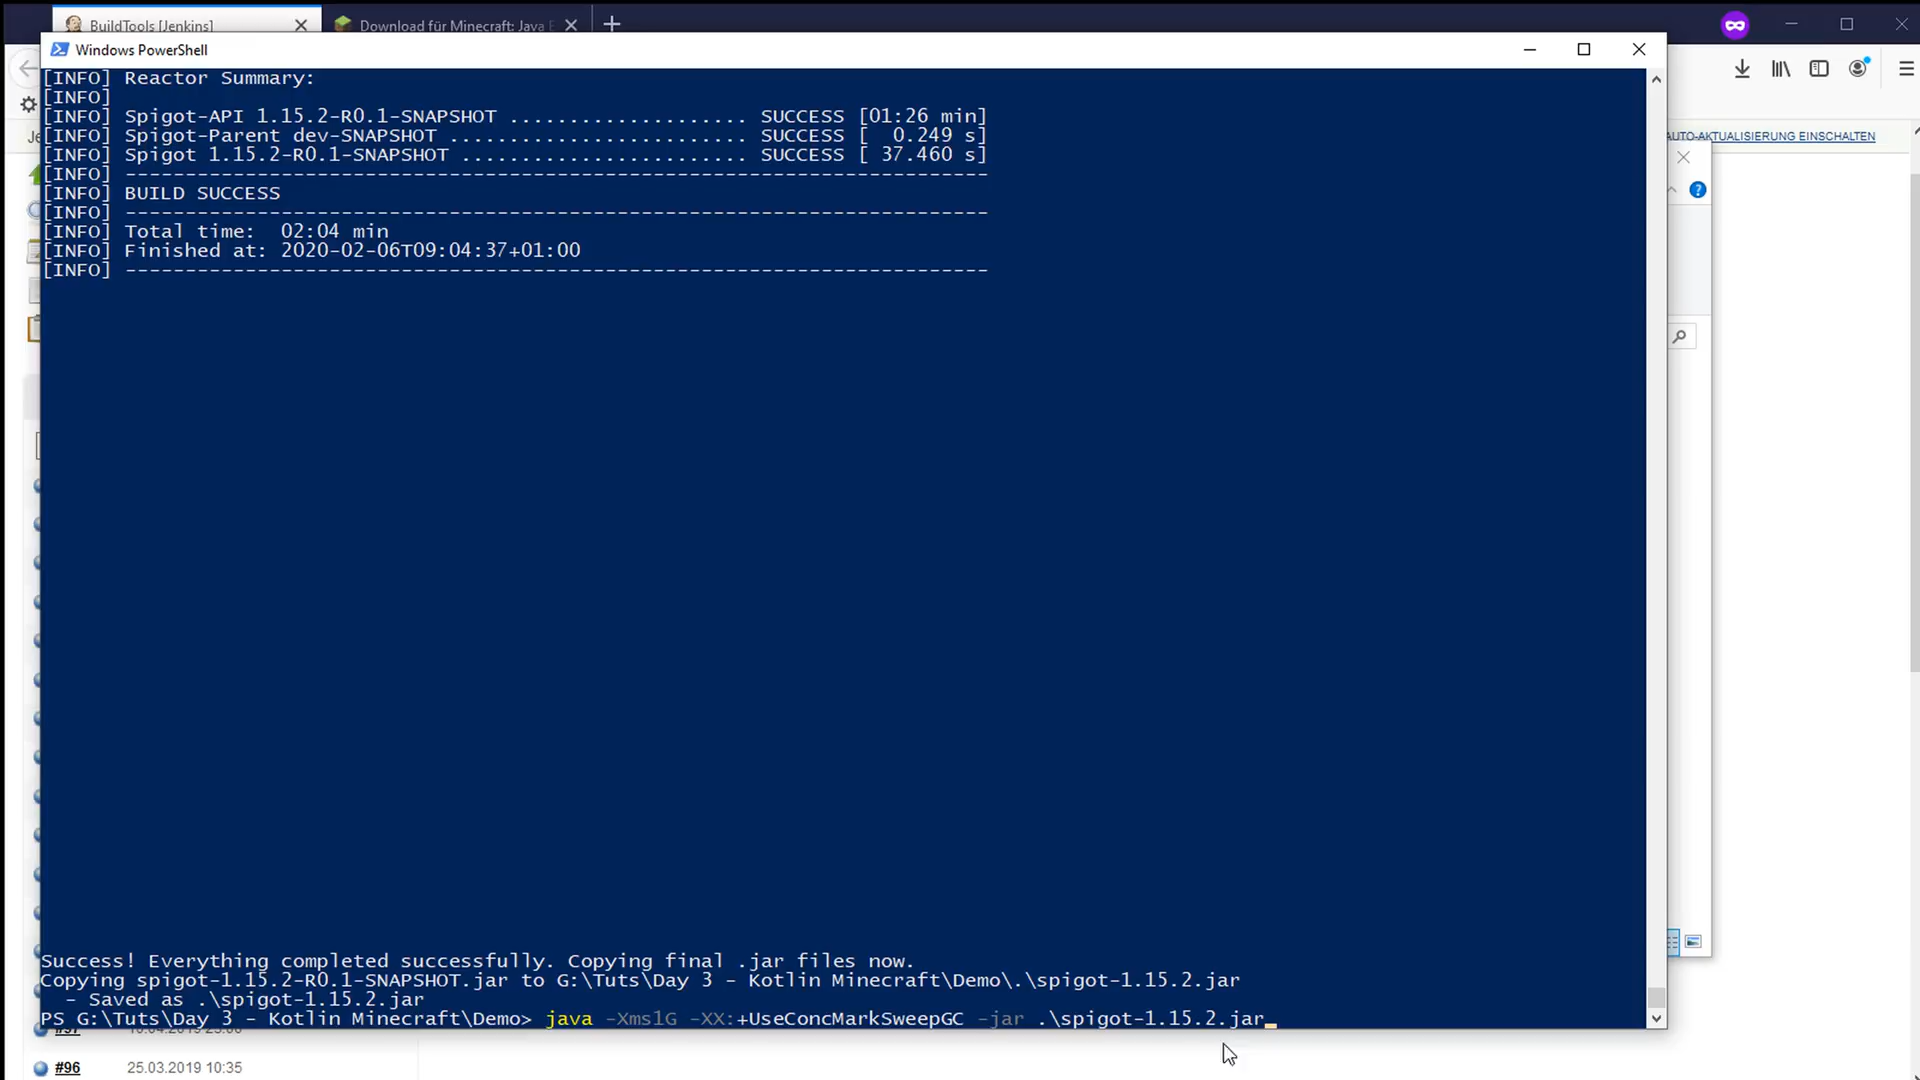 BuildTools [Jenkins]
Download für Minecraft: Java E
Windows PowerShell
[INFO] Reactor Summary:
[INFO]
[INFO] Spigot-API 1.15.2-R0.1-SNAPSHOT .................... SUCCESS [01:26 min]
[INFO] Spigot-Parent dev-SNAPSHOT ......................... SUCCESS [  0.249 s]
[INFO] Spigot 1.15.2-R0.1-SNAPSHOT ........................ SUCCESS [ 37.460 s]
[INFO] ------------------------------------------------------------------------
[INFO] BUILD SUCCESS
[INFO] ------------------------------------------------------------------------
[INFO] Total time:  02:04 min
[INFO] Finished at: 2020-02-06T09:04:37+01:00
[INFO] ------------------------------------------------------------------------
Je
AUTO-AKTUALISIERUNG EINSCHALTEN
Success! Everything completed successfully. Copying final .jar files now.
Copying spigot-1.15.2-R0.1-SNAPSHOT.jar to G:\Tuts\Day 3 - Kotlin Minecraft\Demo\.\spigot-1.15.2.jar
- Saved as .\spigot-1.15.2.jar
PS G:\Tuts\Day 3 - Kotlin Minecraft\Demo> java -Xms1G -XX:+UseConcMarkSweepGC -jar .\spigot-1.15.2.jar
#96 25.03.2019 10:35